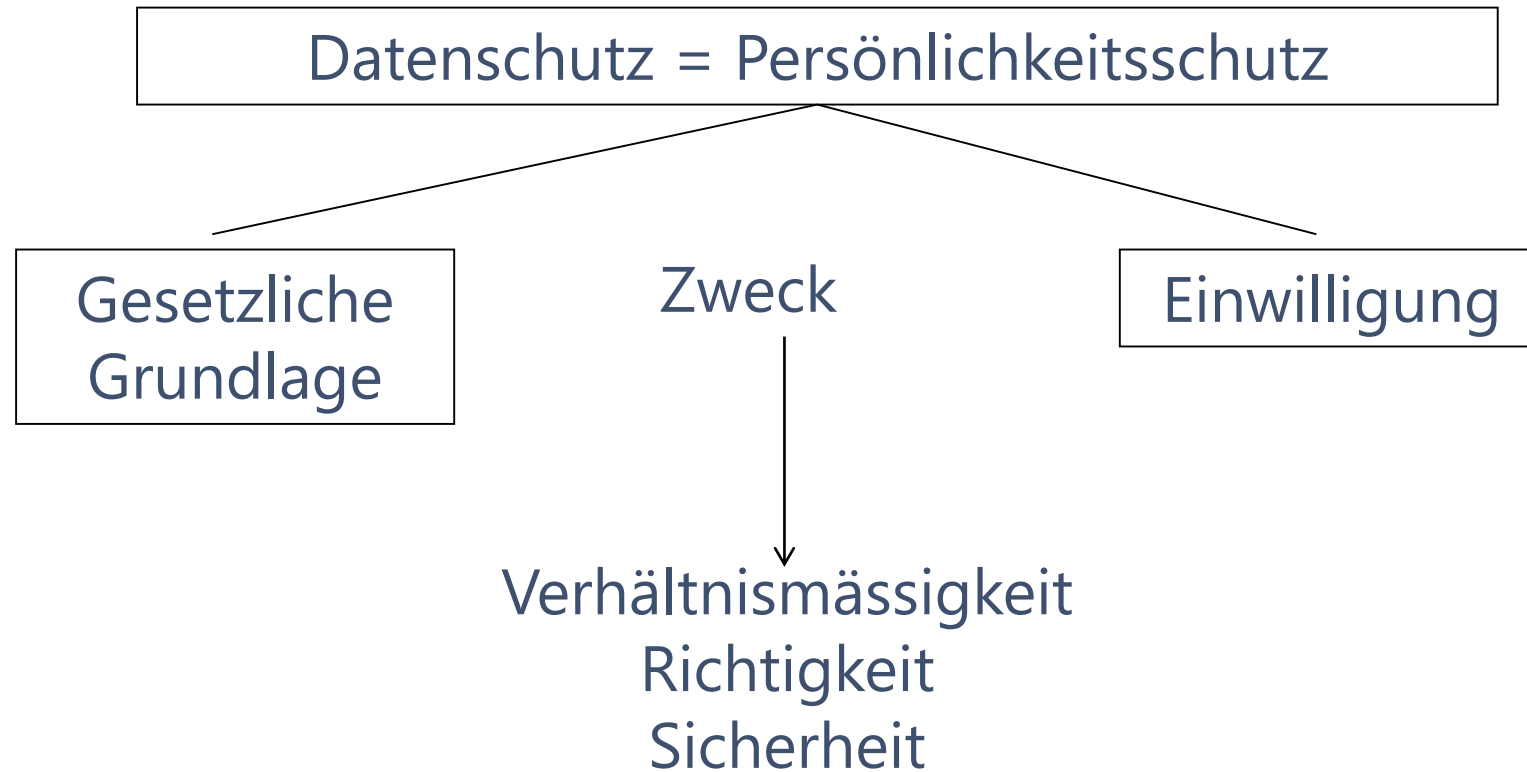 Datenschutz = Persönlichkeitsschutz
Gesetzliche
Grundlage
Zweck
Einwilligung
Verhältnismässigkeit
Richtigkeit
Sicherheit